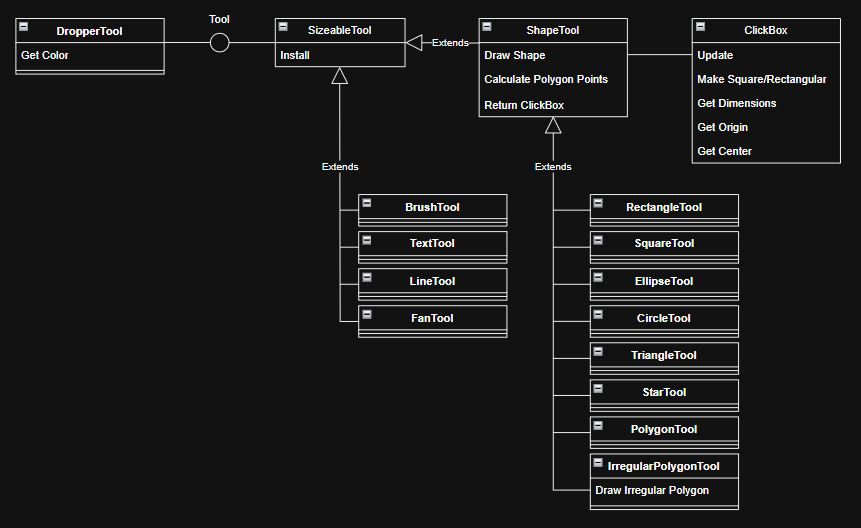 Tool
DropperTool
Get Color
SizeableTool
Install
Extends
ShapeTool
Draw Shape
Calculate Polygon Points
Return ClickBox
ClickBox
Update
Make Square/Rectangular
Get Dimensions
Get Origin
Get Center
Extends
BrushTool
TextTool
LineTool
FanTool
Extends
RectangleTool
SquareTool
EllipseTool
CircleTool
TriangleTool
StarTool
PolygonTool
IrregularPolygonTool
Draw Irregular Polygon